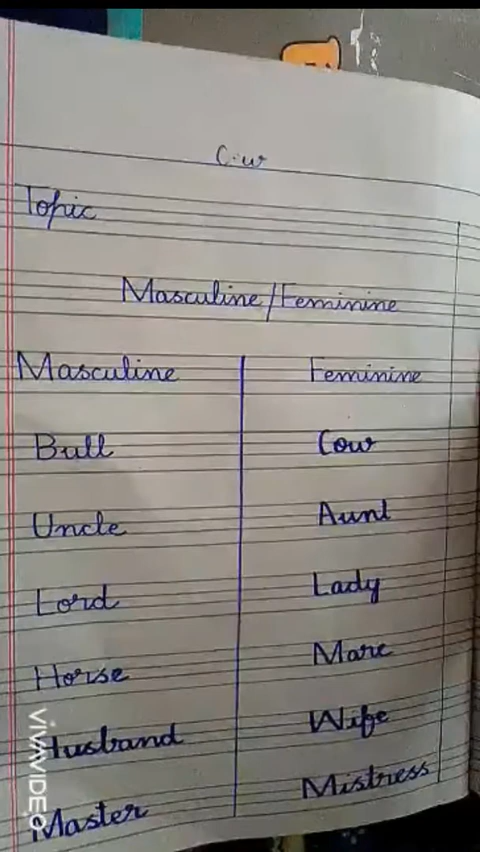 C.w
Topic
Masculine/Feminine
Masculine Feminine
Bull Cow
Uncle Aunt
Lord Lady
Horse Mare
Husband Wife
Master Mistress
VIVAVIDEO